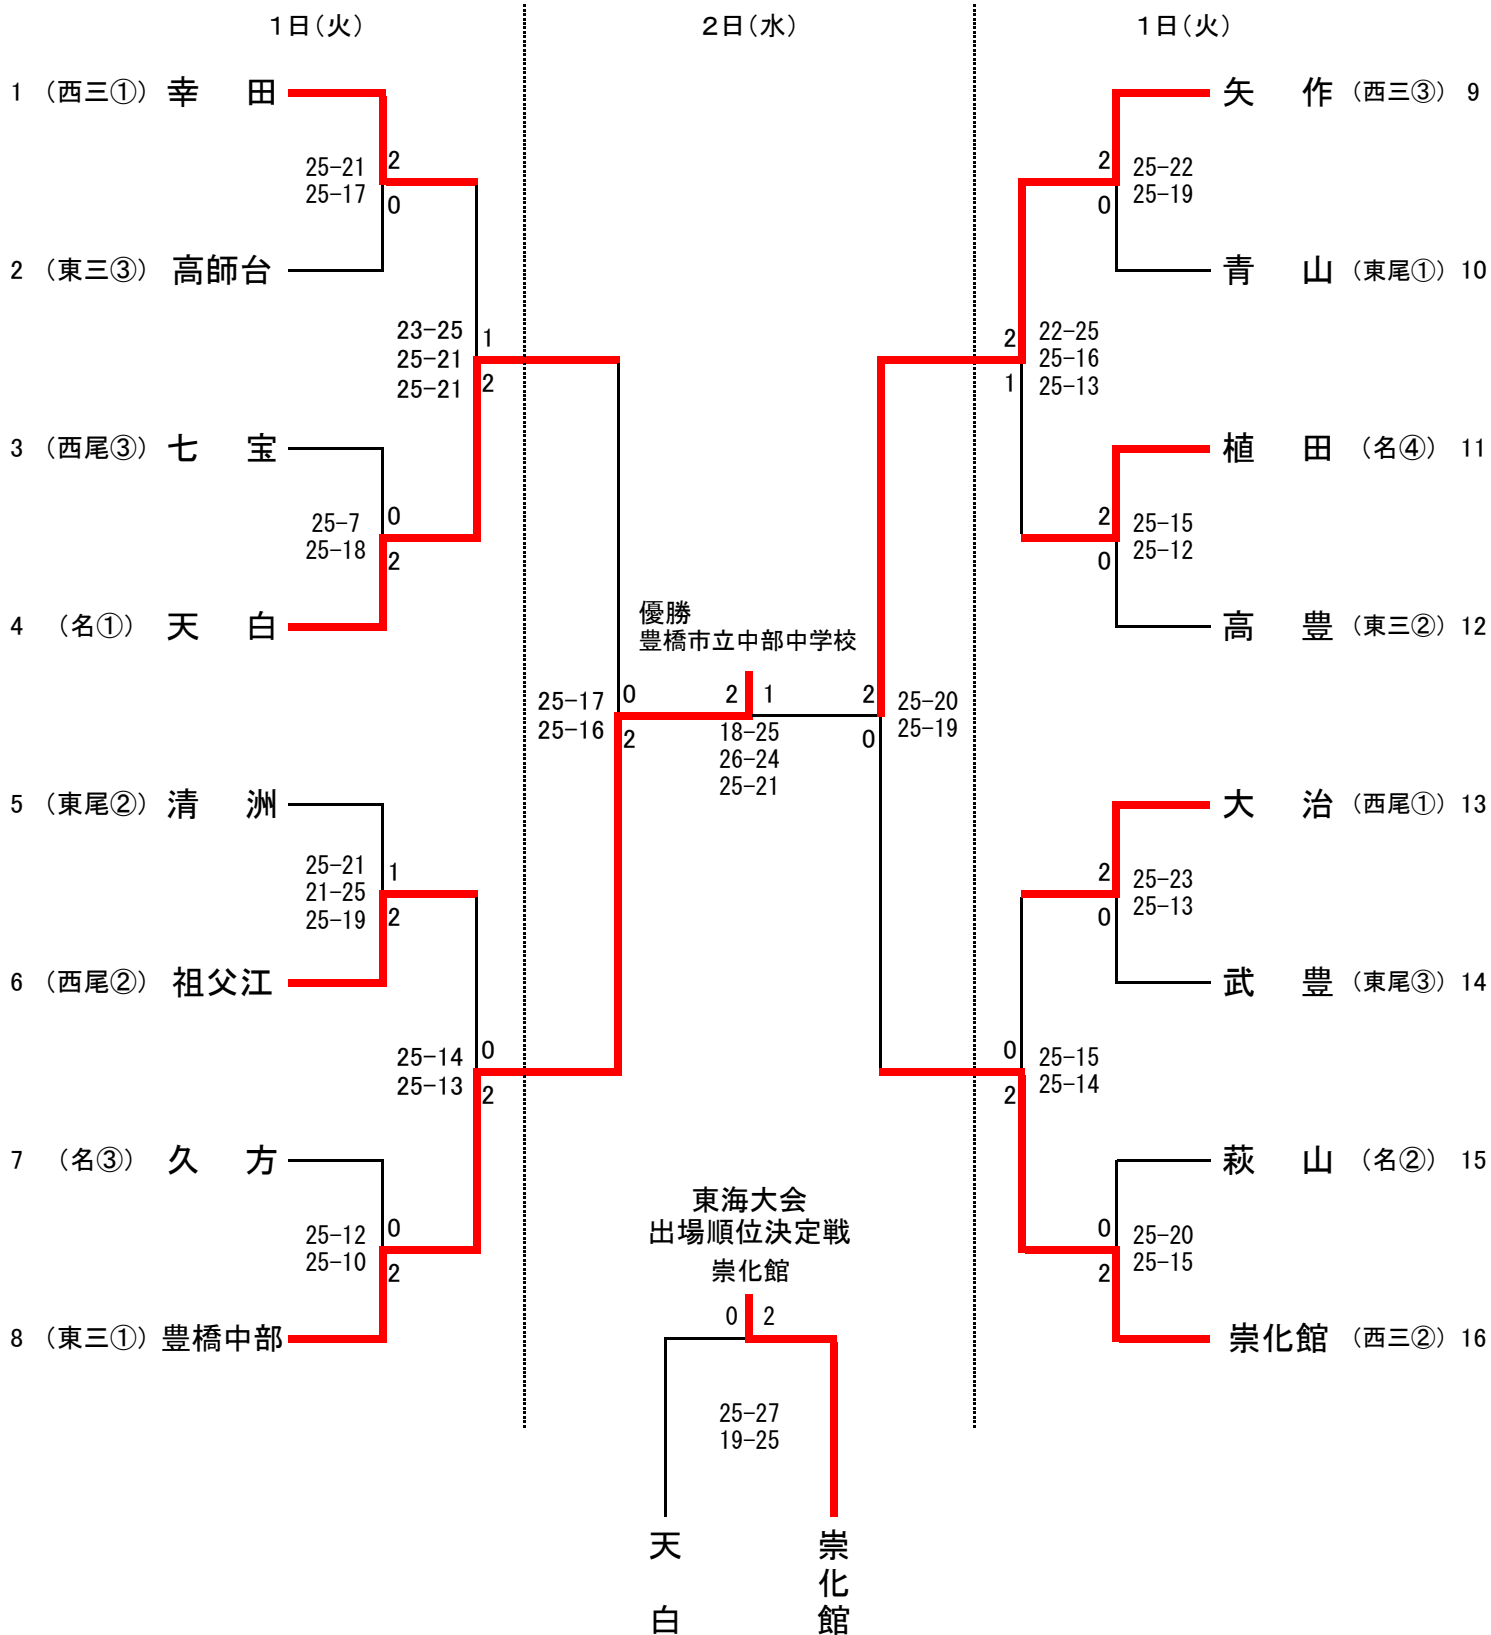 1日（火）
2日（水）
1日（火）
1 （西三①） 幸 田
25-21
25-17
2
0
2 （東三③） 高師台
23-25
25-21
25-21
1
2
3 （西尾③） 七 宝
25-7
25-18
0
2
4 （名①） 天 白
5 （東尾②） 清 洲
25-21
21-25
25-19
1
2
6 （西尾②） 祖父江
25-14
25-13
0
2
7 （名③） 久 方
25-12
25-10
0
2
8 （東三①） 豊橋中部
25-17
25-16
0
2
優勝
豊橋市立中部中学校
2 1
18-25
26-24
25-21
2
0
25-20
25-19
矢 作 （西三③） 9
2
0
25-22
25-19
青 山 （東尾①） 10
2
1
22-25
25-16
25-13
植 田 （名④） 11
2
0
25-15
25-12
高 豊 （東三②） 12
大 治 （西尾①） 13
2
0
25-23
25-13
武 豊 （東尾③） 14
0
2
25-15
25-14
萩 山 （名②） 15
0
2
25-20
25-15
崇化館 （西三②） 16
東海大会
出場順位決定戦
崇化館
0 2
25-27
19-25
天白
崇化館